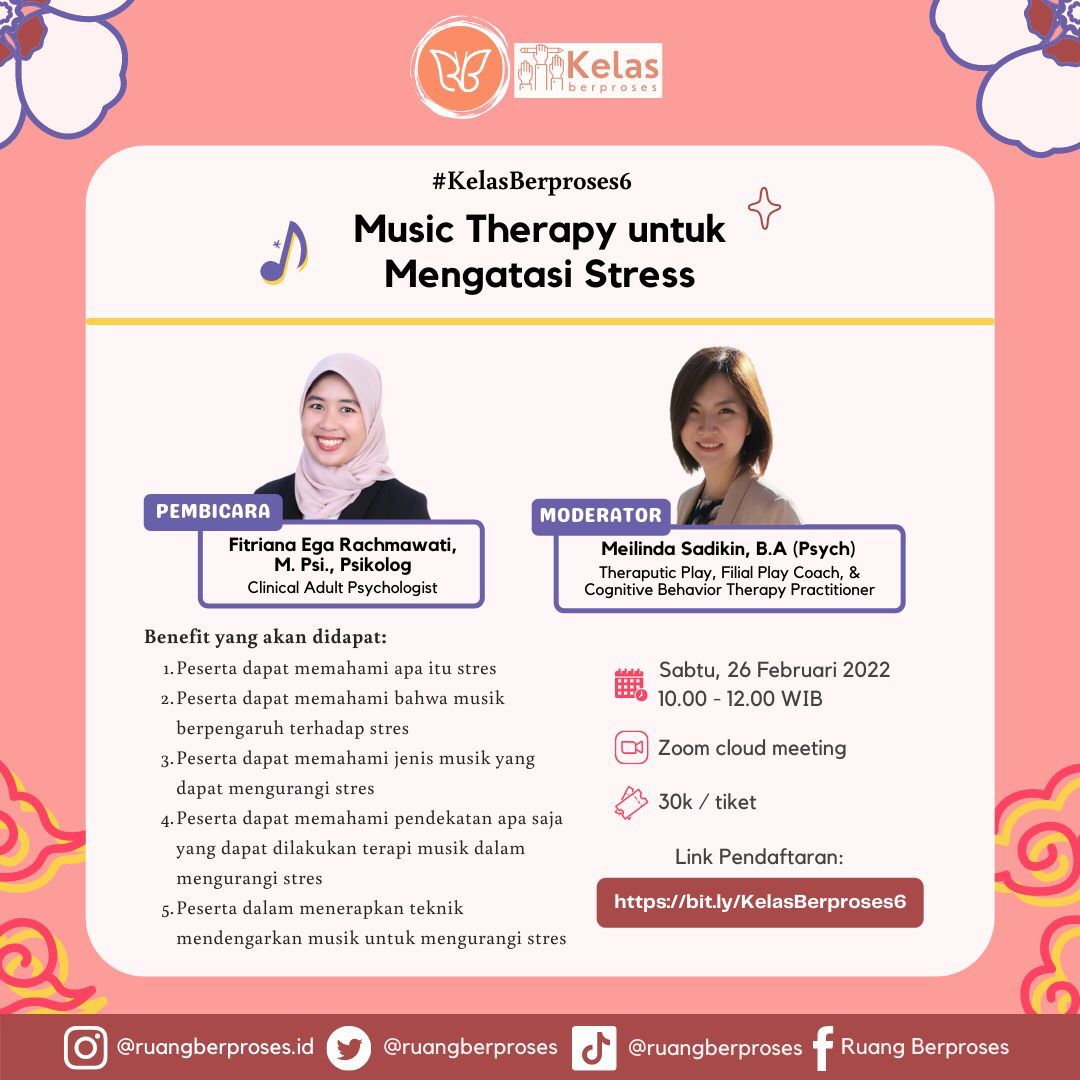 Kelas
berproses
#KelasBerproses6
Music Therapy untuk
Mengatasi Stress
PEMBICARA
Fitriana Ega Rachmawati,
M. Psi., Psikolog
Clinical Adult Psychologist
MODERATOR
Meilinda Sadikin, B.A (Psych)
Theraputic Play, Filial Play Coach, &
Cognitive Behavior Therapy Practitioner
Benefit yang akan didapat:
1. Peserta dapat memahami apa itu stres
2. Peserta dapat memahami bahwa musik
berpengaruh terhadap stres
3. Peserta dapat memahami jenis musik yang
dapat mengurangi stres
4. Peserta dapat memahami pendekatan apa saja
yang dapat dilakukan terapi musik dalam
mengurangi stres
5. Peserta dalam menerapkan teknik
mendengarkan musik untuk mengurangi stres
Sabtu, 26 Februari 2022
10.00 - 12.00 WIB
Zoom cloud meeting
30k / tiket
Link Pendaftaran:
https://bit.ly/KelasBerproses6
@ruangberproses.id @ruangberproses @ruangberproses Ruang Berproses